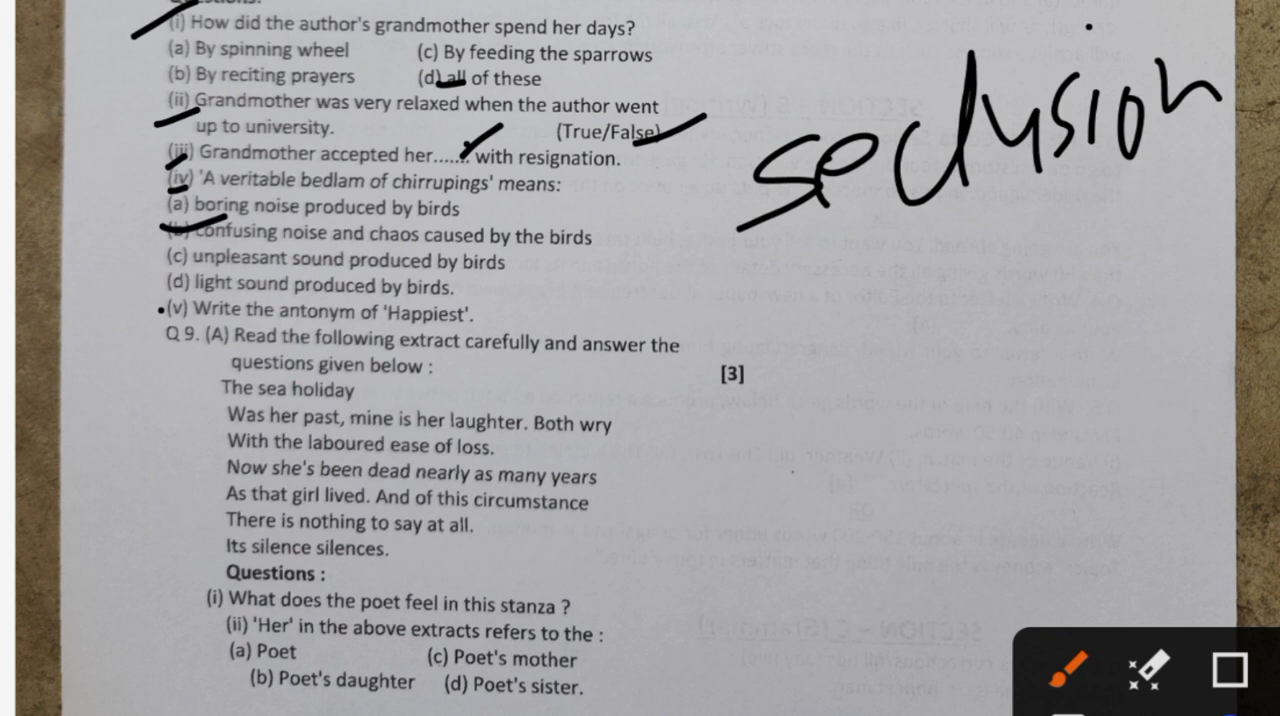 (i) How did the author's grandmother spend her days?
(a) By spinning wheel (c) By feeding the sparrows
(b) By reciting prayers (d) all of these
(ii) Grandmother was very relaxed when the author went
up to university. (True/False)
(iii) Grandmother accepted her....... with resignation.
(iv) 'A veritable bedlam of chirrupings' means:
(a) boring noise produced by birds
(b) confusing noise and chaos caused by the birds
(c) unpleasant sound produced by birds
(d) light sound produced by birds.
(v) Write the antonym of 'Happiest'.
Q 9. (A) Read the following extract carefully and answer the
questions given below : [3]
The sea holiday
Was her past, mine is her laughter. Both wry
With the laboured ease of loss.
Now she's been dead nearly as many years
As that girl lived. And of this circumstance
There is nothing to say at all.
Its silence silences.
Questions :
(i) What does the poet feel in this stanza ?
(ii) 'Her' in the above extracts refers to the :
(a) Poet (c) Poet's mother
(b) Poet's daughter (d) Poet's sister.
seclusion